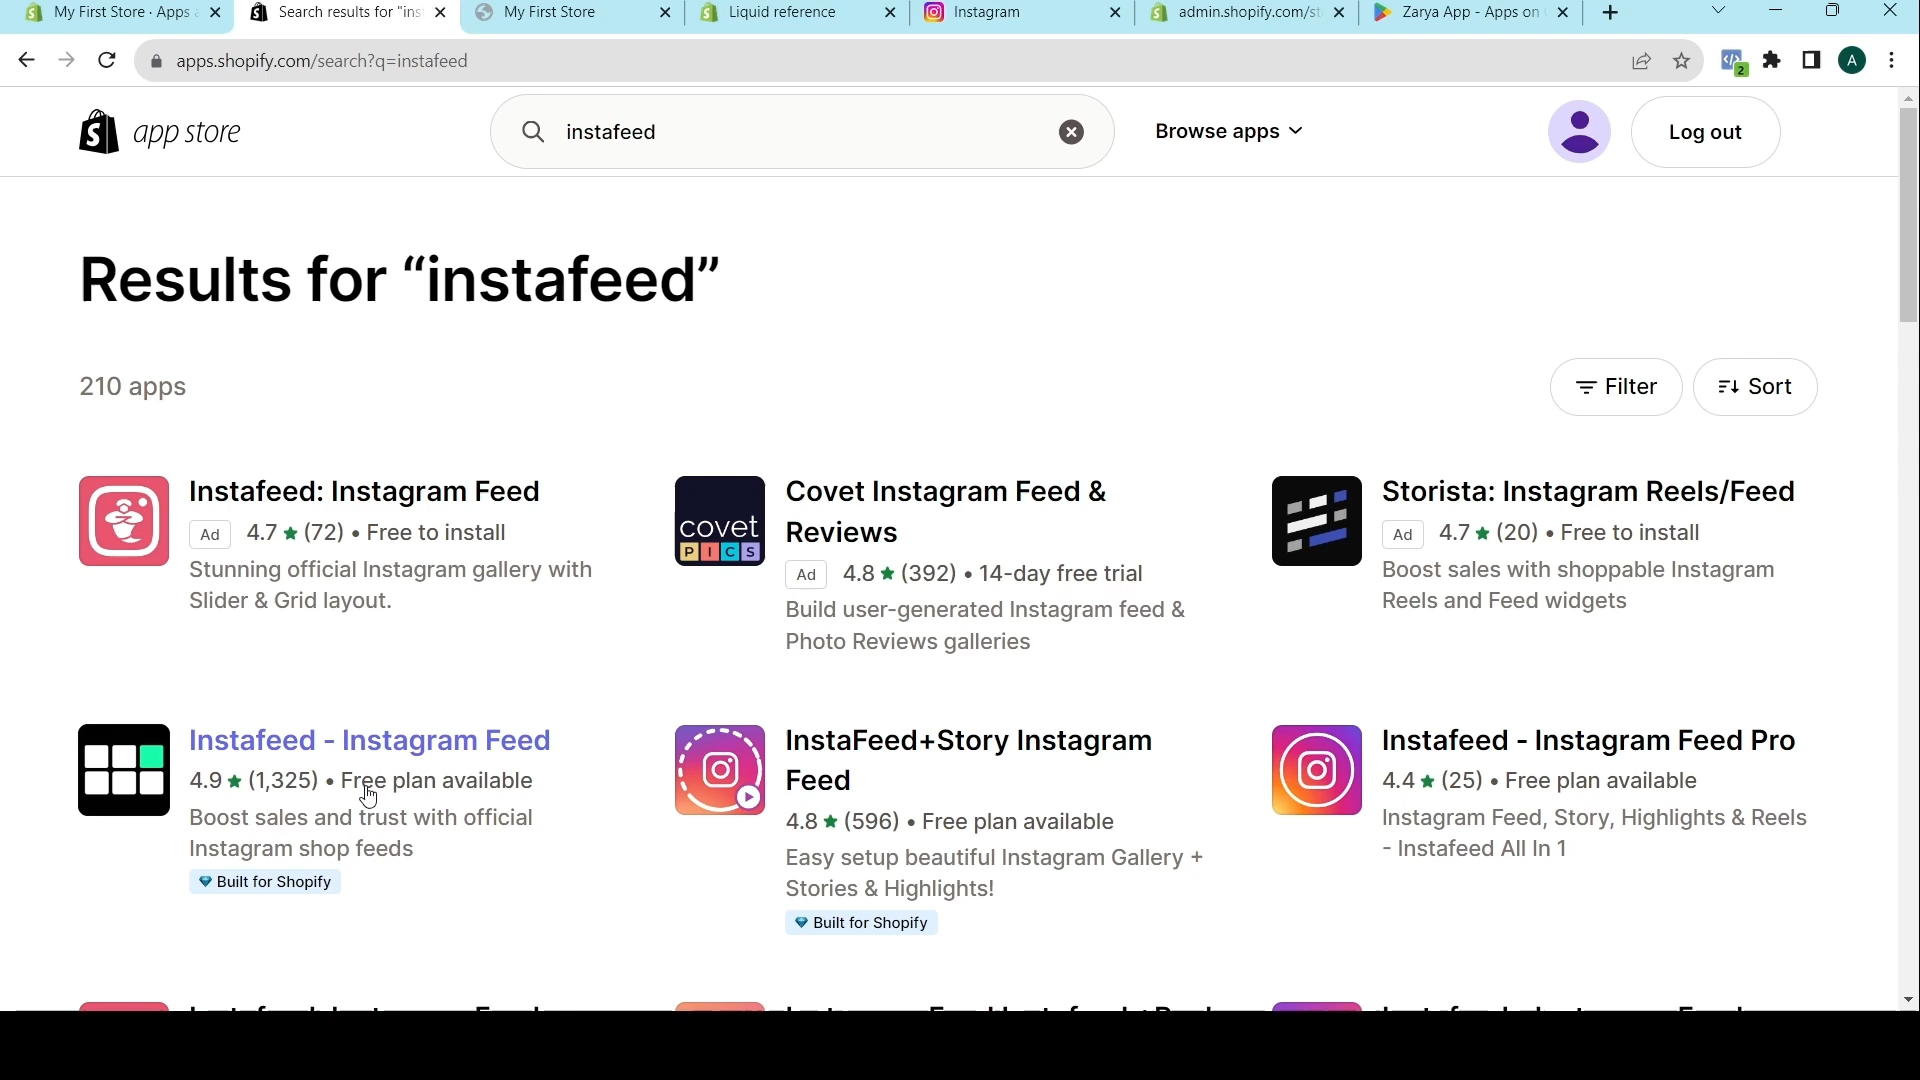 My First Store · Apps a
Search results for "inst
My First Store
Liquid reference
Instagram
admin.shopify.com/st
Zarya App - Apps on
apps.shopify.com/search?q=instafeed
2
A
app store
instafeed
Browse apps
Log out
Results for “instafeed”
210 apps
Filter
Sort
Instafeed: Instagram Feed
Ad 4.7 ★ (72) • Free to install
Stunning official Instagram gallery with
Slider & Grid layout.
covet
PICS
Covet Instagram Feed &
Reviews
Ad 4.8 ★ (392) • 14-day free trial
Build user-generated Instagram feed &
Photo Reviews galleries
Storista: Instagram Reels/Feed
Ad 4.7 ★ (20) • Free to install
Boost sales with shoppable Instagram
Reels and Feed widgets
Instafeed - Instagram Feed
4.9 ★ (1,325) • Free plan available
Boost sales and trust with official
Instagram shop feeds
Built for Shopify
InstaFeed+Story Instagram
Feed
4.8 ★ (596) • Free plan available
Easy setup beautiful Instagram Gallery +
Stories & Highlights!
Built for Shopify
Instafeed - Instagram Feed Pro
4.4 ★ (25) • Free plan available
Instagram Feed, Story, Highlights & Reels
- Instafeed All In 1